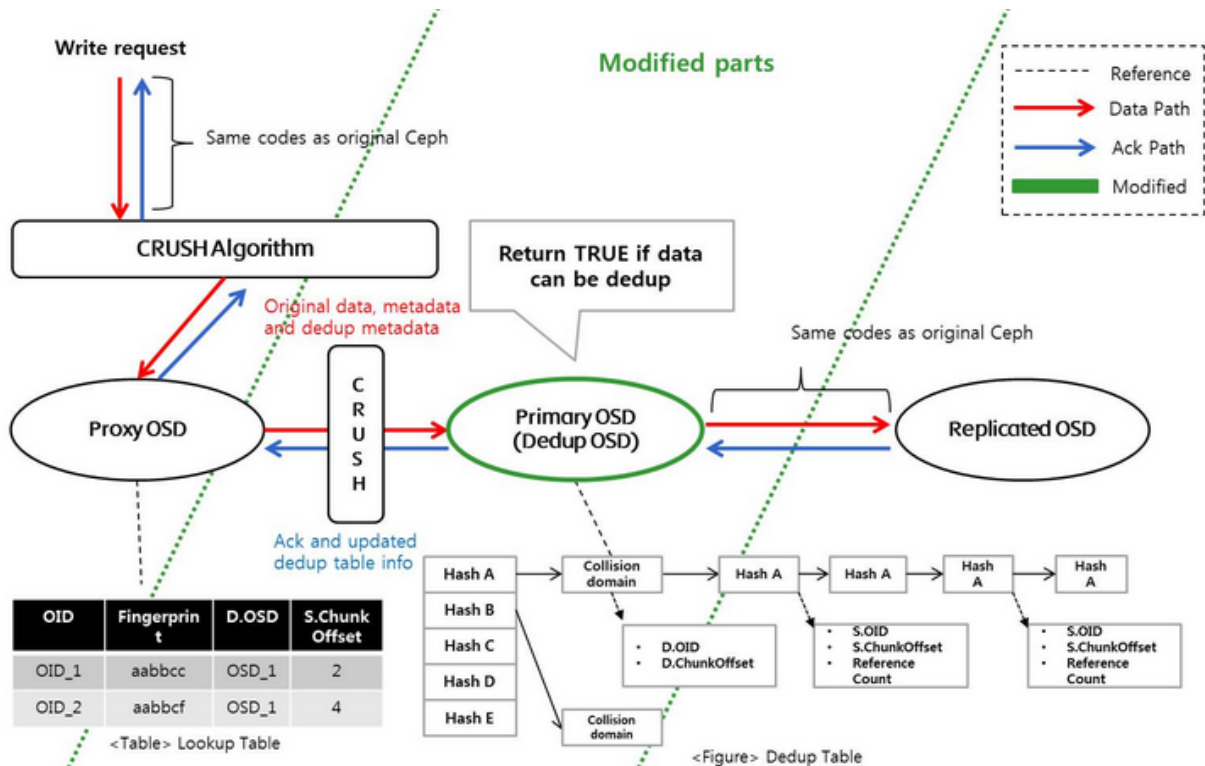 Write request
Same codes as original Ceph
Modified parts
Reference
Data Path
Ack Path
Modified
CRUSH Algorithm
Return TRUE if data
can be dedup
Original data, metadata
and dedup metadata
Same codes as original Ceph
Proxy OSD
C
R
U
S
H
Primary OSD
(Dedup OSD)
Replicated OSD
Ack and updated
dedup table info
OID Fingerprin D.OSD S.Chunk
t Offset
OID_1 aabbcc OSD_1 2
OID_2 aabbcf OSD_1 4
<Table> Lookup Table
Hash A
Hash B
Hash C
Hash D
Hash E
Collision
domain
Hash A
Hash A
Hash
A
Hash
A
• D.OID
• D.ChunkOffset
• S.OID
• S.ChunkOffset
• Reference
Count
• S.OID
• S.ChunkOffset
• Reference
Count
Collision
domain
<Figure> Dedup Table